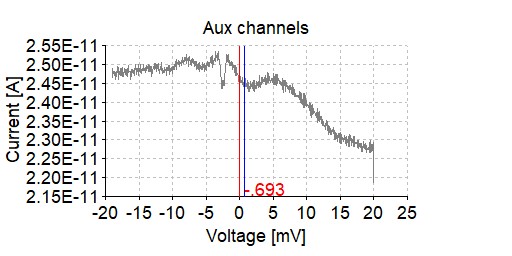 Aux channels
Current [A]
2.55E-11
2.50E-11
2.45E-11
2.40E-11
2.35E-11
2.30E-11
2.25E-11
2.20E-11
2.15E-11
-.693
-20 -15 -10 -5 0 5 10 15 20 25
Voltage [mV]